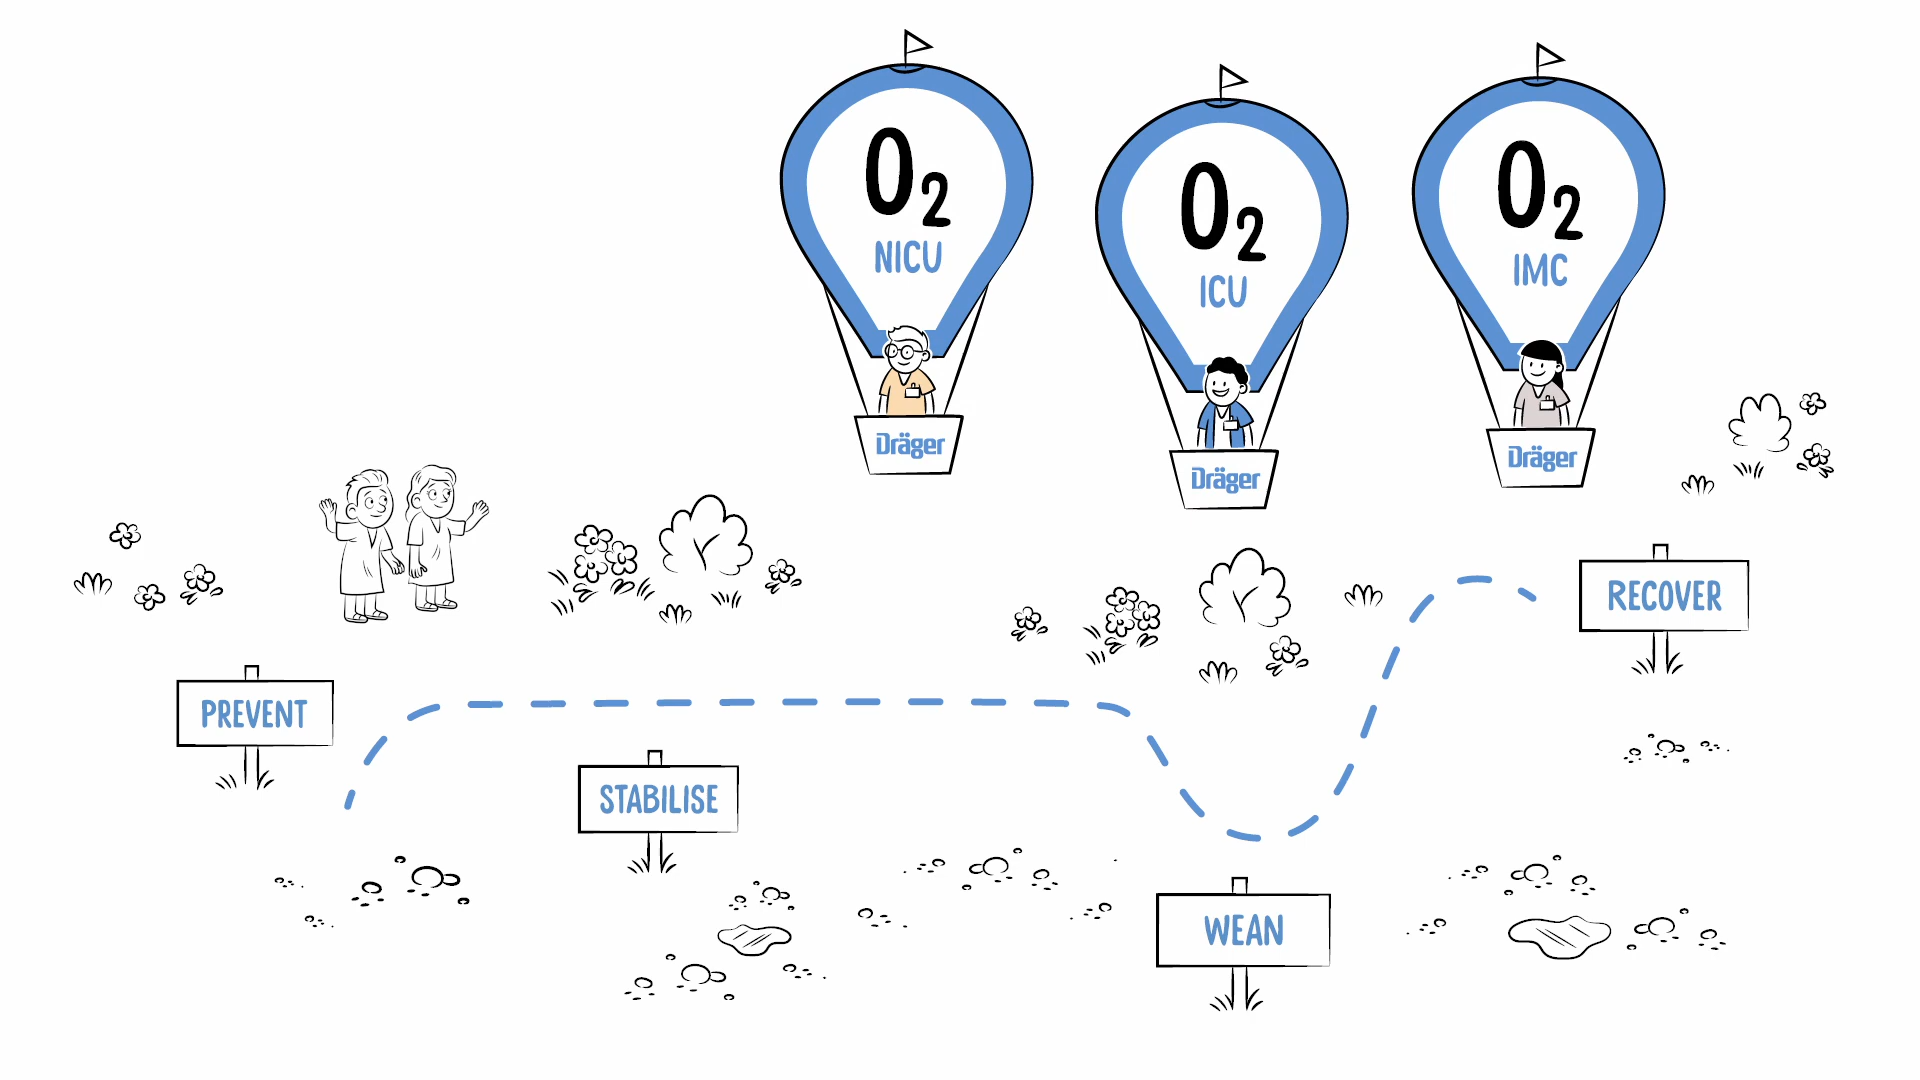 O2
NICU
Dräger
O2
ICU
Dräger
O2
IMC
Dräger
PREVENT
STABILISE
WEAN
RECOVER